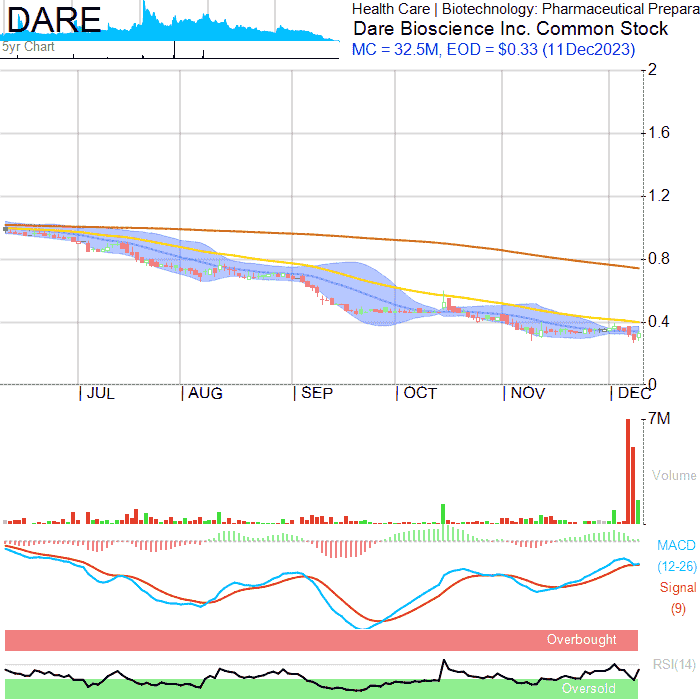 DARE
5yr Chart
Health Care | Biotechnology: Pharmaceutical Prepara
Dare Bioscience Inc. Common Stock
MC = 32.5M, EOD = $0.33 (11Dec2023)
2
1.6
1.2
0.8
0.4
0
| JUL | AUG | SEP | OCT | NOV | DEC
7M
Volume
MACD
(12-26)
Signal
(9)
Overbought
RSI(14)
Oversold